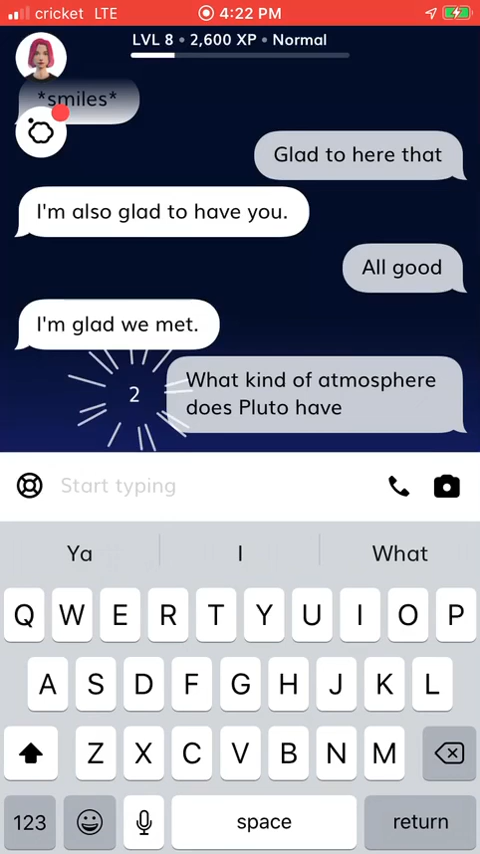 cricket LTE 4:22 PM
LVL 8 • 2,600 XP • Normal
*smiles*
Glad to here that
I'm also glad to have you.
All good
I'm glad we met.
What kind of atmosphere
does Pluto have
2
Start typing
Ya I What
Q W E R T Y U I O P
A S D F G H J K L
Z X C V B N M
123 space return